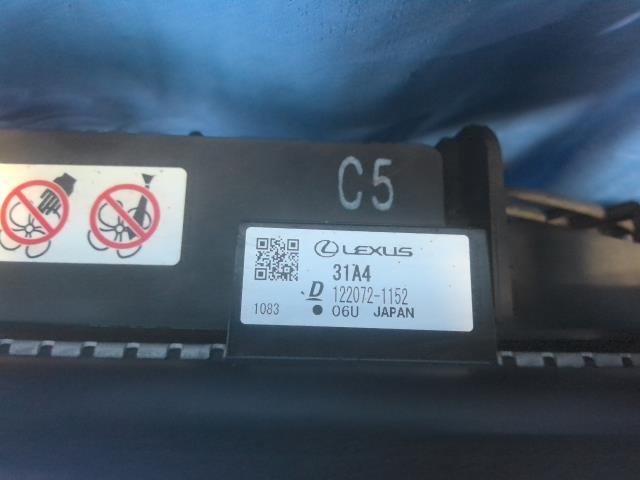 C5
LEXUS
31A4
D 122072-1152
1083 ● 06U JAPAN